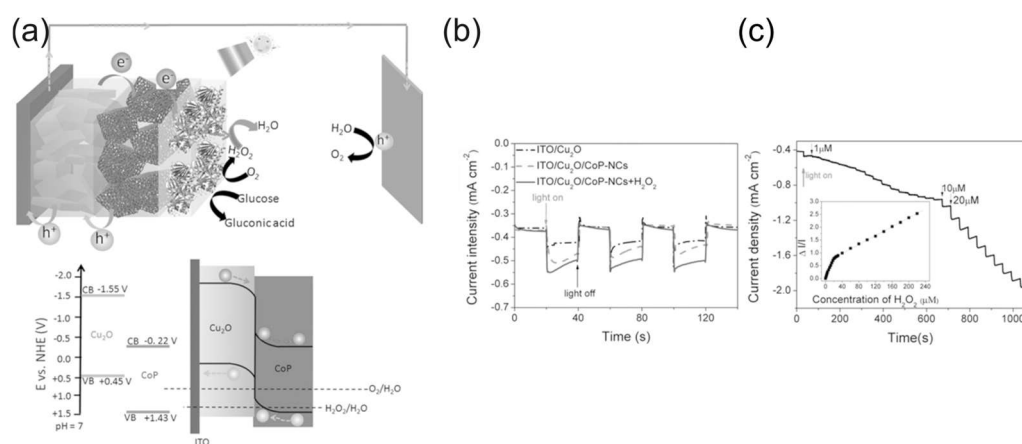 (a)
e⁻
e⁻
H₂O
H₂O₂
O₂
Glucose
Gluconic acid
H₂O
O₂
h⁺
h⁺
h⁺
E vs. NHE (V)
-2.0
-1.5
-1.0
-0.5
0.0
+0.5
+1.0
+1.5
pH = 7
CB -1.55 V
Cu₂O
CB -0.22 V
VB +0.45 V
CoP
VB +1.43 V
Cu₂O
CoP
ITO
O₂/H₂O
H₂O₂/H₂O
(b)
Current intensity (mA cm⁻²)
0.0
-0.1
-0.2
-0.3
-0.4
-0.5
-0.6
-0.7
ITO/Cu₂O
ITO/Cu₂O/CoP-NCs
ITO/Cu₂O/CoP-NCs+H₂O₂
light on
light off
0 40 80 120
Time (s)
(c)
Current density(mA cm⁻²)
-0.4
-0.8
-1.2
-1.6
-2.0
1μM
light on
10μM
20μM
Δ I/I
3.0
2.5
2.0
1.5
1.0
0.5
0.0
0 40 80 120 160 200 240
Concentration of H₂O₂ (μM)
0 200 400 600 800 1000
Time(s)